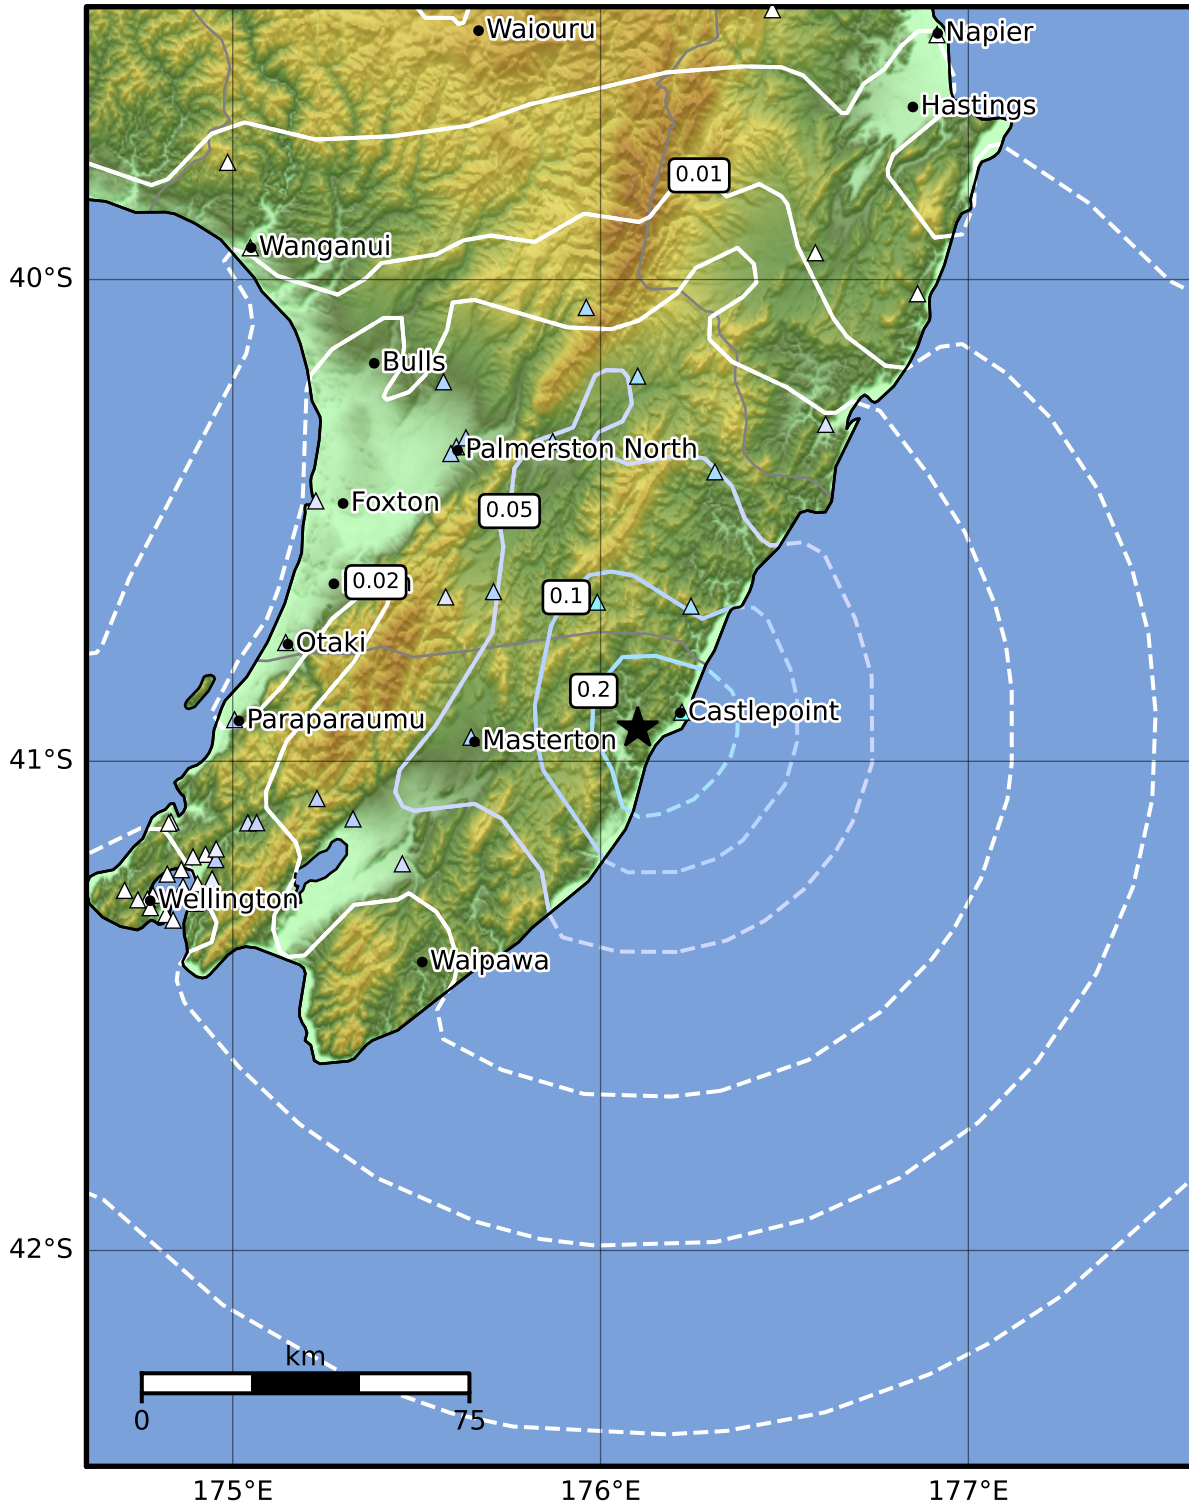 Waiouru
Napier
Hastings
0.01
Wanganui
40°S
Bulls
Palmerston North
Foxton
0.05
0.02
0.1
Otaki
0.2
Castlepoint
Paraparaumu
Masterton
41°S
Wellington
Waipawa
42°S
km
0
75
175°E
176°E
177°E